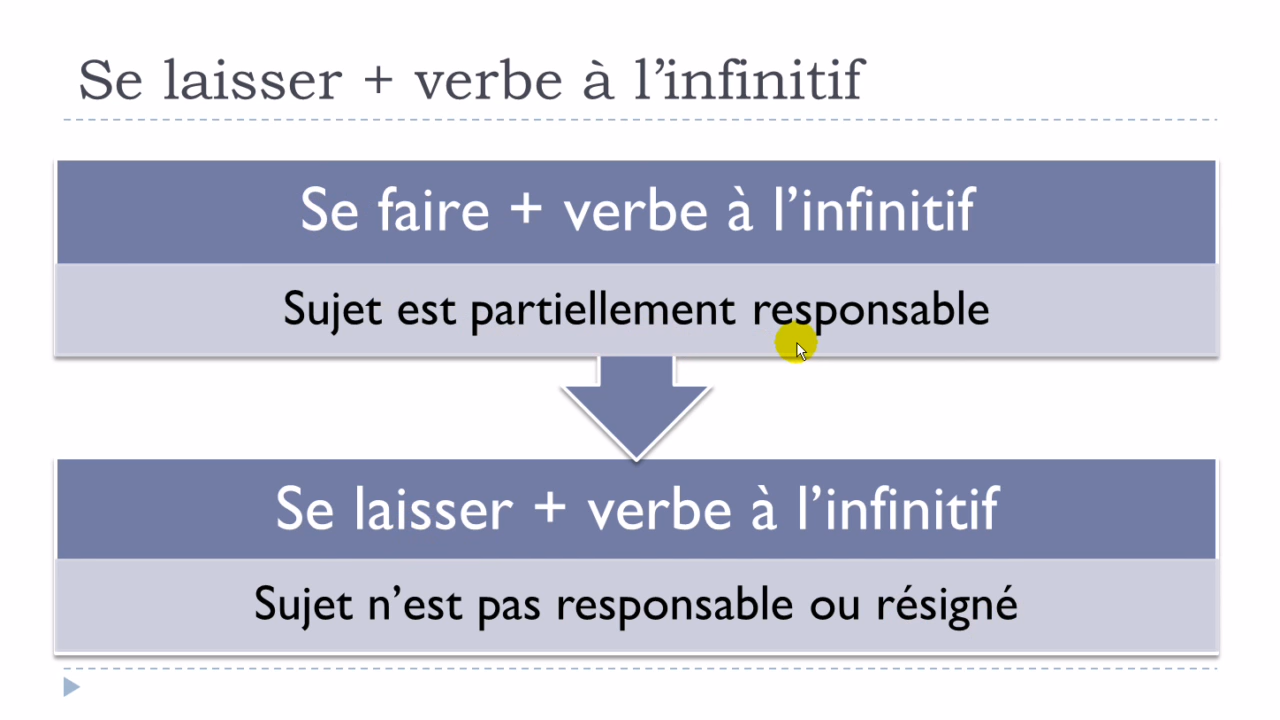 Se laisser + verbe à l’infinitif
Se faire + verbe à l’infinitif
Sujet est partiellement responsable
Se laisser + verbe à l’infinitif
Sujet n’est pas responsable ou résigné